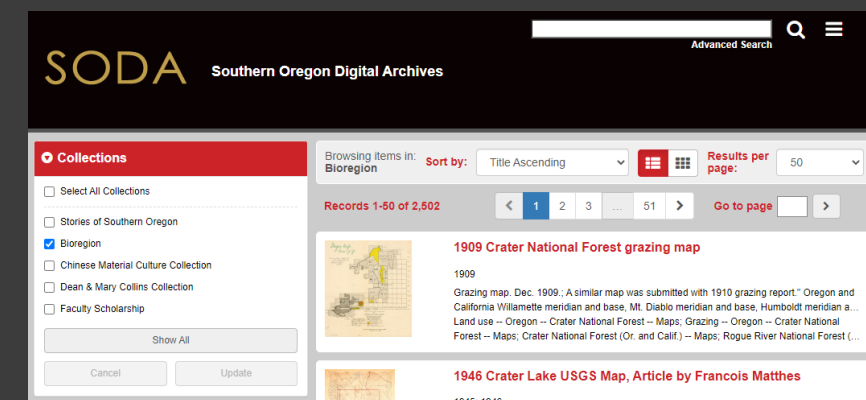 Advanced Search
SODA
Southern Oregon Digital Archives
Collections
Select All Collections
Stories of Southern Oregon
Bioregion
Chinese Material Culture Collection
Dean & Mary Collins Collection
Faculty Scholarship
Show All
Cancel
Update
Browsing items in:
Bioregion
Sort by:
Title Ascending
Results per
page:
50
Records 1-50 of 2,502
1 2 3 ... 51
Go to page
1909 Crater National Forest grazing map
1909
Grazing map. Dec. 1909.; A similar map was submitted with 1910 grazing report." Oregon and
California Willamette meridian and base, Mt. Diablo meridian and base, Humboldt meridian a...
Land use -- Oregon -- Crater National Forest -- Maps; Grazing -- Oregon -- Crater National
Forest -- Maps; Crater National Forest (Or. and Calif.) -- Maps; Rogue River National Forest (...
1946 Crater Lake USGS Map, Article by Francois Matthes